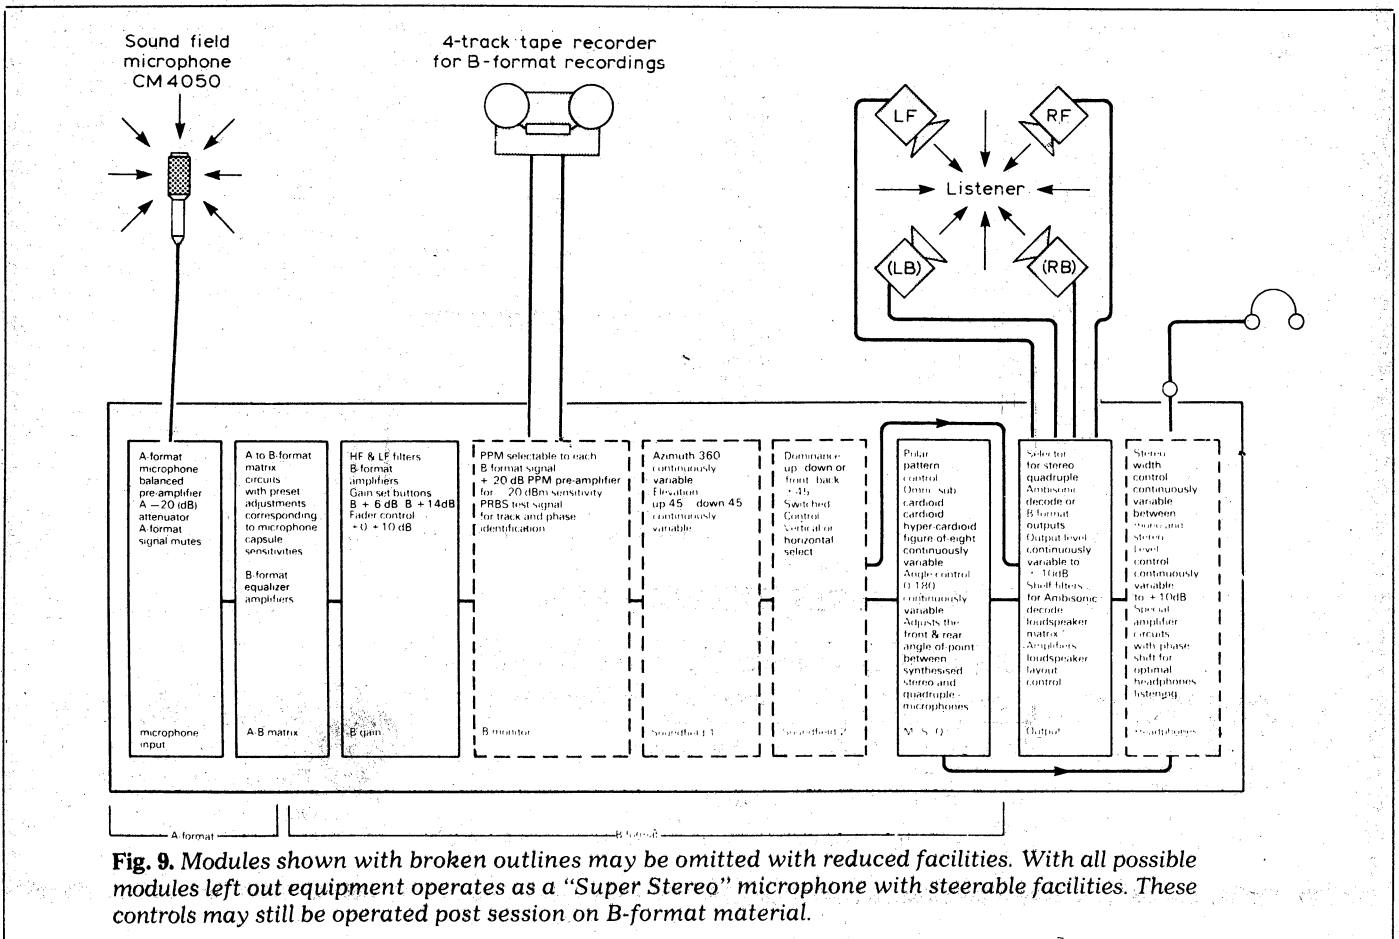 Sound field
microphone
CM 4050
4-track tape recorder
for B-format recordings
LF
RF
Listener
(LB)
(RB)
A-format
microphone
balanced
pre-amplifier
A −20 (dB)
attenuator
A-format
signal mutes
microphone
input
A to B-format
matrix
circuits
with preset
adjustments
corresponding
to microphone
capsule
sensitivities
B-format
equalizer
amplifiers
A-B matrix
HF & LF filters
B-format
amplifiers
Gain set buttons
B + 6 dB B + 14dB
Fader control
+ 10 dB
B gain
PPM selectable to each
B format signal
+ 20 dB PPM pre-amplifier
for 20 dBm sensitivity
PRBS test signal
for track and phase
identification
B monitor
Azimuth 360
continuously
variable
Elevation
up 45 down 45
continuously
variable
Soundfield 1
Dominance
up down or
front back
+ 45
Switched
Control
Vertical or
horizontal
select
Soundfield 2
Polar
pattern
control
Omni sub
cardioid
cardioid
hyper-cardioid
figure-of-eight
continuously
variable
Angle control
0 180
continuously
variable
Adjusts the
front & rear
angle of-point
between
synthesised
stereo and
quadruple
microphones
M S Q
Selector
for stereo
quadruple
Ambisonic
decode or
B format
outputs
Output level
continuously
variable to
+ 10dB
Shelf filters
for Ambisonic
decode
loudspeaker
matrix
Amplifiers
loudspeaker
layout
control
Output
Stereo
width
control
continuously
variable
between
mono and
stereo
Level
control
continuously
variable
to + 10dB
Special
amplifier
circuits
with phase
shift for
optimal
headphones
listening
Headphones
A-format
B format
Fig. 9. Modules shown with broken outlines may be omitted with reduced facilities. With all possible
modules left out equipment operates as a “Super Stereo” microphone with steerable facilities. These
controls may still be operated post session on B-format material.